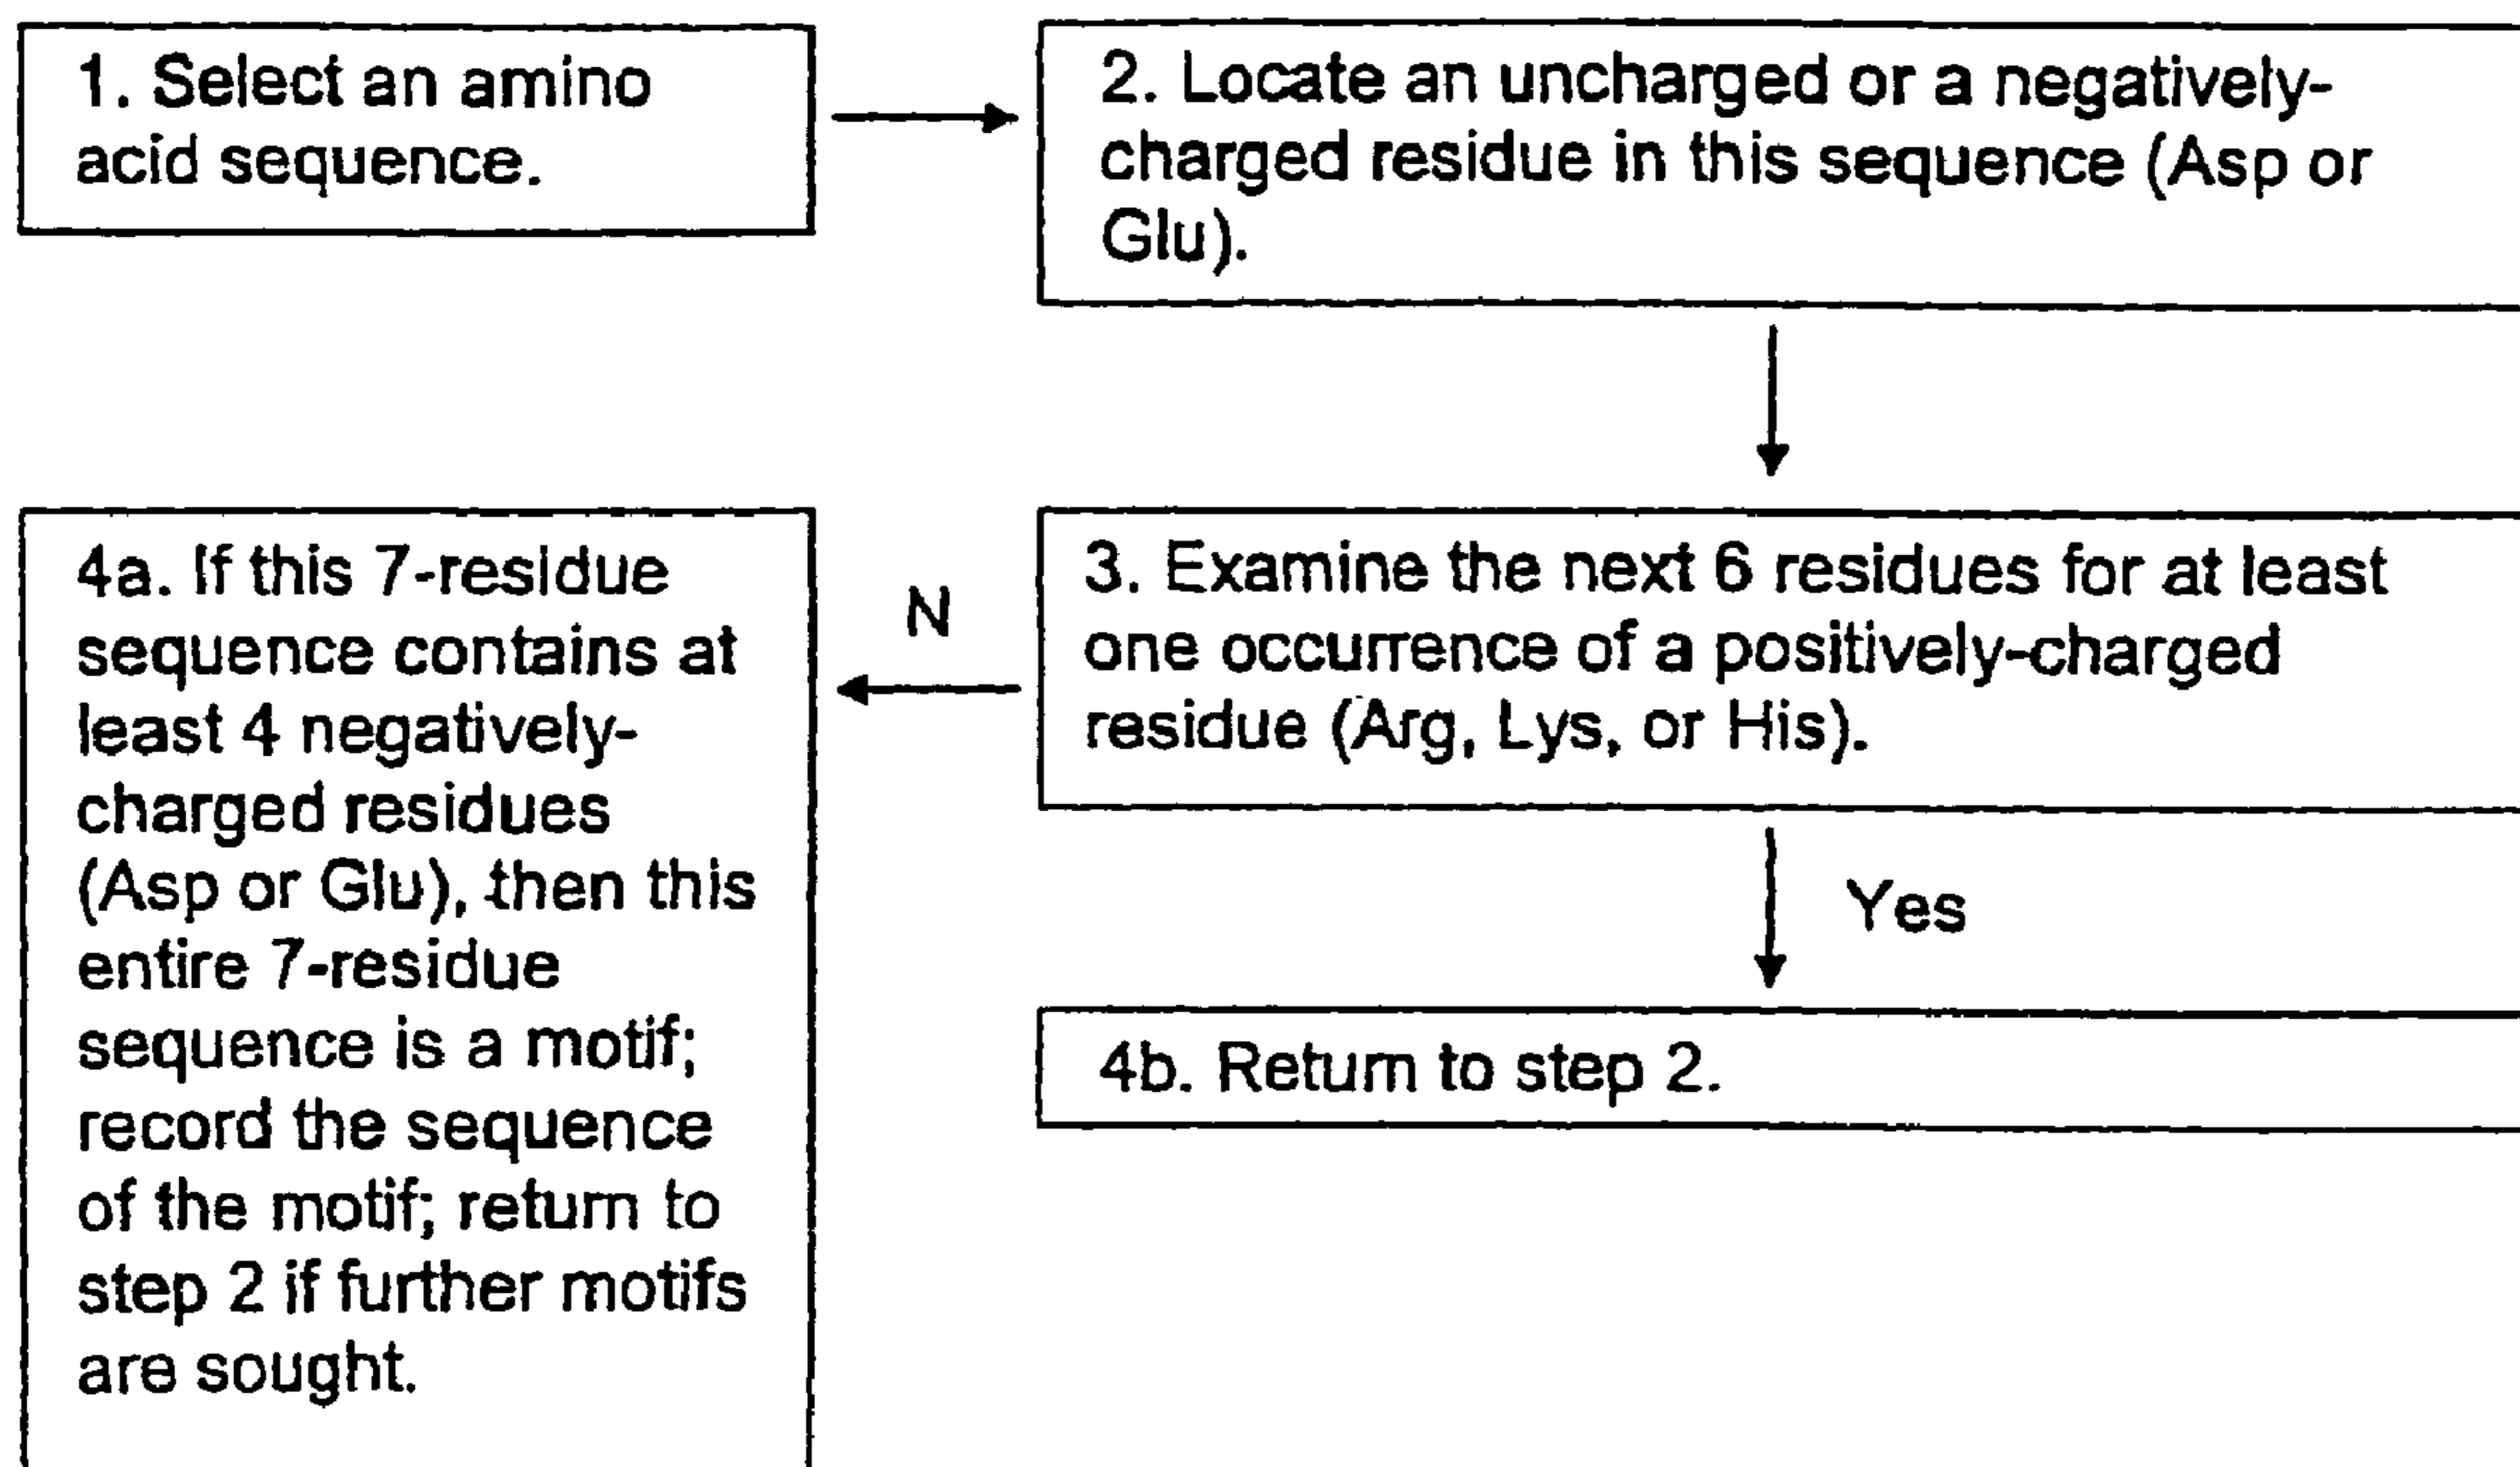 1. Select an amino
acid sequence.
2. Locate an uncharged or a negatively-
charged residue in this sequence (Asp or
Glu).
3. Examine the next 6 residues for at least
one occurrence of a positively-charged
residue (Arg, Lys, or His).
N
4a. If this 7-residue
sequence contains at
least 4 negatively-
charged residues
(Asp or Glu), then this
entire 7-residue
sequence is a motif;
record the sequence
of the motif; return to
step 2 if further motifs
are sought.
Yes
4b. Return to step 2.